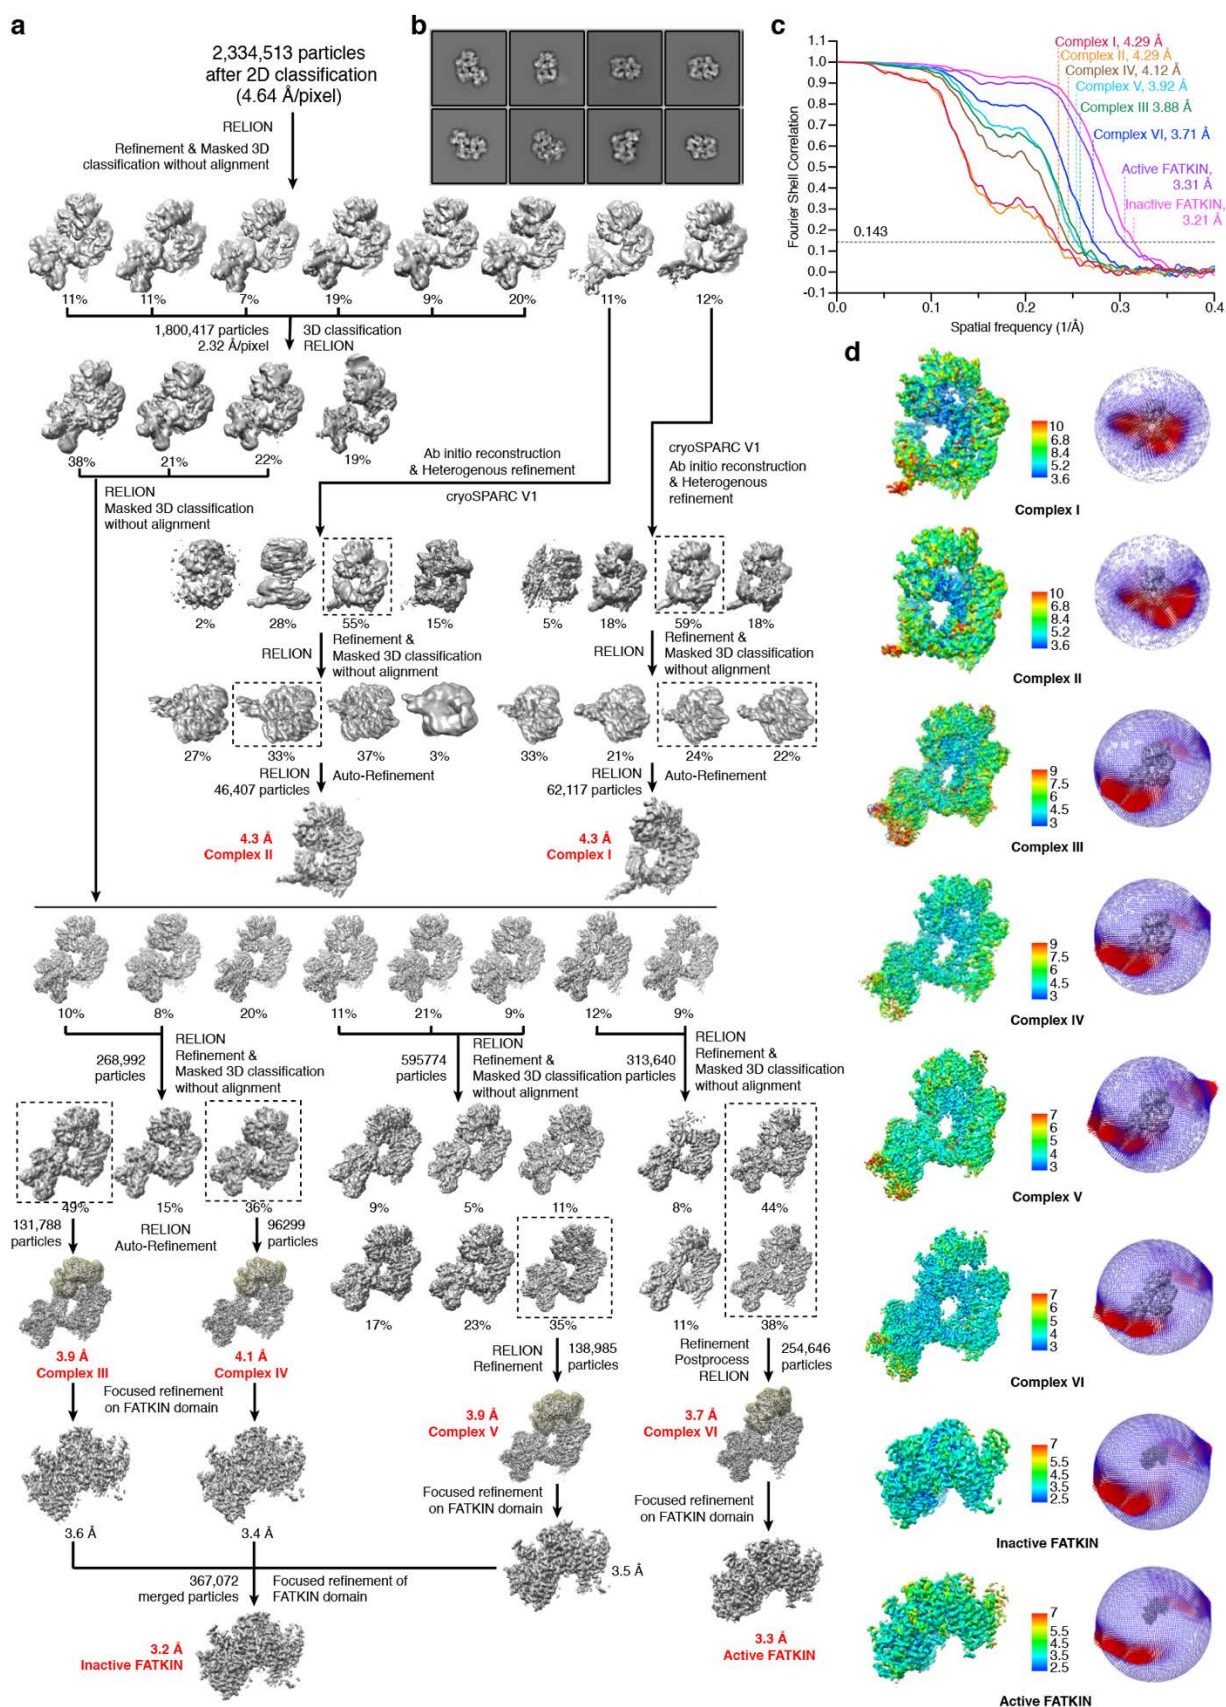 a
2,334,513 particles
after 2D classification
(4.64 Å/pixel)
RELION
Refinement & Masked 3D
classification without alignment
11%
11%
7%
19%
9%
20%
11%
12%
1,800,417 particles
2.32 Å/pixel
3D classification
RELION
38%
21%
22%
19%
RELION
Masked 3D classification
without alignment
Ab initio reconstruction
& Heterogenous refinement
cryoSPARC V1
cryoSPARC V1
Ab initio reconstruction
& Heterogenous
refinement
2%
28%
55%
15%
5%
18%
59%
18%
RELION
Refinement &
Masked 3D classification
without alignment
RELION
Refinement &
Masked 3D classification
without alignment
27%
33%
37%
3%
33%
21%
24%
22%
RELION
46,407 particles
Auto-Refinement
RELION
62,117 particles
Auto-Refinement
4.3 Å
Complex II
4.3 Å
Complex I
10%
8%
20%
11%
21%
9%
12%
9%
268,992
particles
RELION
Refinement &
Masked 3D classification
without alignment
595774
particles
RELION
Refinement &
Masked 3D classification
without alignment
313,640
particles
RELION
Refinement &
Masked 3D classification
without alignment
49%
15%
36%
9%
5%
11%
8%
44%
131,788
particles
RELION
Auto-Refinement
96299
particles
17%
23%
35%
11%
38%
3.9 Å
Complex III
4.1 Å
Complex IV
RELION
Refinement
138,985
particles
Refinement
Postprocess
RELION
254,646
particles
Focused refinement
on FATKIN domain
3.9 Å
Complex V
3.7 Å
Complex VI
Focused refinement
on FATKIN domain
Focused refinement
on FATKIN domain
3.6 Å
3.4 Å
3.5 Å
367,072
merged particles
Focused refinement of
FATKIN domain
3.2 Å
Inactive FATKIN
3.3 Å
Active FATKIN
b
c
Fourier Shell Correlation
1.1
1.0
0.9
0.8
0.7
0.6
0.5
0.4
0.3
0.2
0.1
0.0
-0.1
0.143
Complex I, 4.29 Å
Complex II, 4.29 Å
Complex IV, 4.12 Å
Complex V, 3.92 Å
Complex III 3.88 Å
Complex VI, 3.71 Å
Active FATKIN,
3.31 Å
Inactive FATKIN,
3.21 Å
0.0
0.1
0.2
0.3
0.4
Spatial frequency (1/Å)
d
10
6.8
8.4
5.2
3.6
Complex I
10
6.8
8.4
5.2
3.6
Complex II
9
7.5
6
4.5
3
Complex III
9
7.5
6
4.5
3
Complex IV
7
6
5
4
3
Complex V
7
6
5
4
3
Complex VI
7
5.5
4.5
3.5
2.5
Inactive FATKIN
7
5.5
4.5
3.5
2.5
Active FATKIN